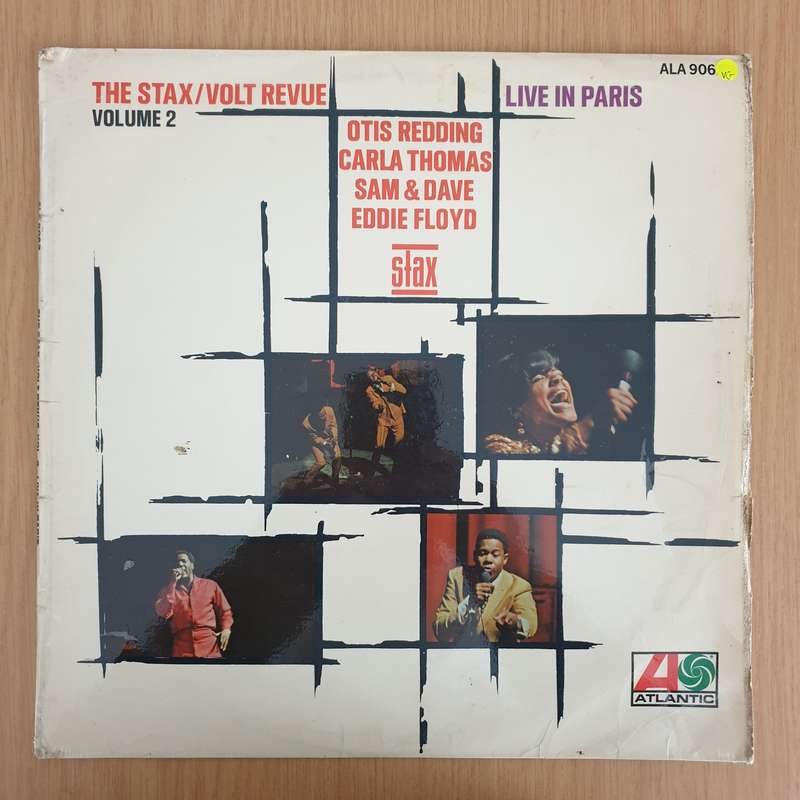 ALA 906
VG
THE STAX/VOLT REVUE
LIVE IN PARIS
VOLUME 2
OTIS REDDING
CARLA THOMAS
SAM & DAVE
EDDIE FLOYD
stax
ATLANTIC